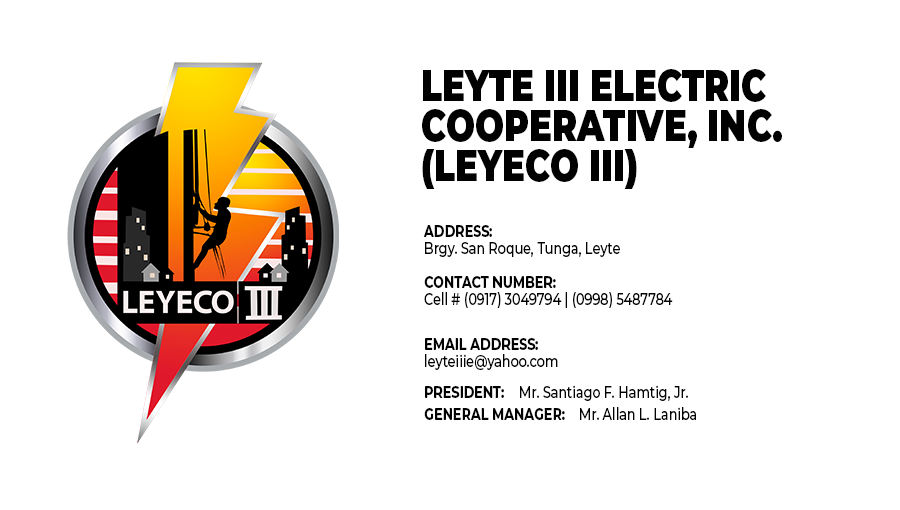 LEYTE III ELECTRIC
COOPERATIVE, INC.
(LEYECO III)
ADDRESS:
Brgy. San Roque, Tunga, Leyte
CONTACT NUMBER:
Cell # (0917) 3049794 | (0998) 5487784
EMAIL ADDRESS:
leyteiiie@yahoo.com
PRESIDENT: Mr. Santiago F. Hamtig, Jr.
GENERAL MANAGER: Mr. Allan L. Laniba
LEYECO III